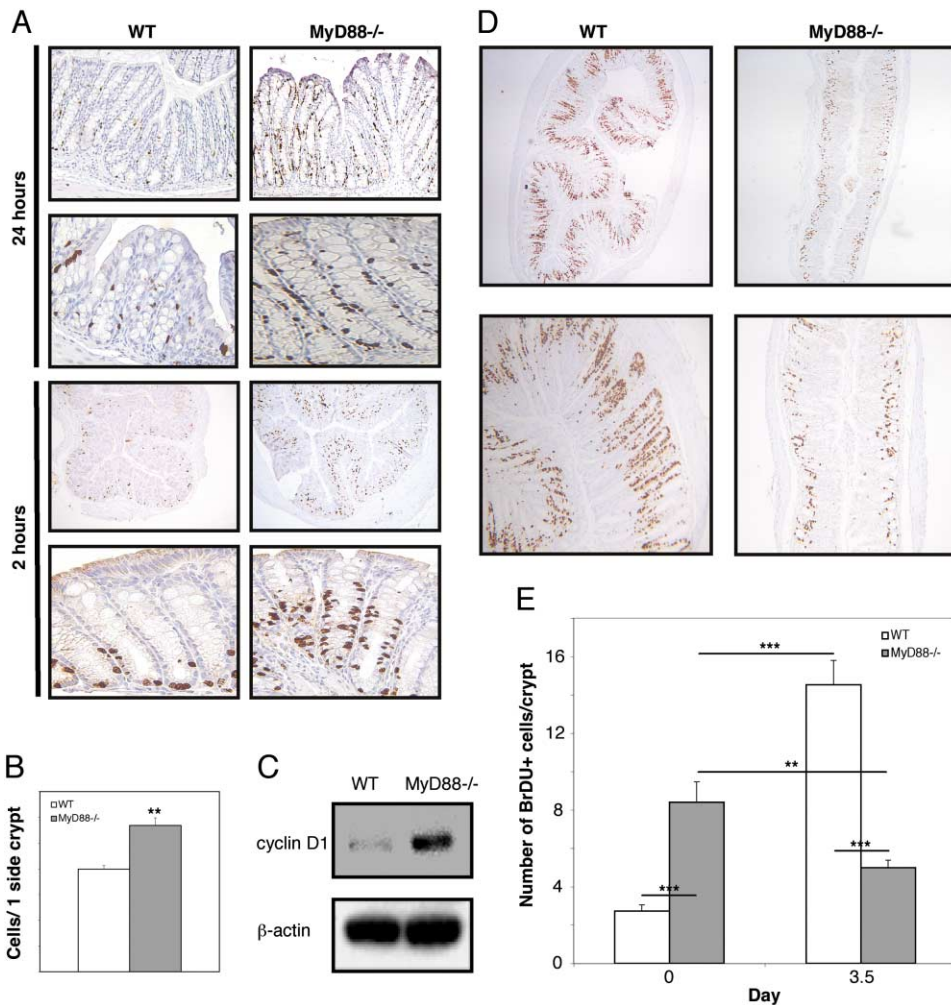 A
WT
MyD88-/-
24 hours
2 hours
B
Cells/ 1 side crypt
WT
MyD88-/-
**
C
WT
MyD88-/-
cyclin D1
β-actin
D
WT
MyD88-/-
E
Number of BrDU+ cells/crypt
WT
MyD88-/-
16
12
8
4
0
***
**
***
***
0
3.5
Day